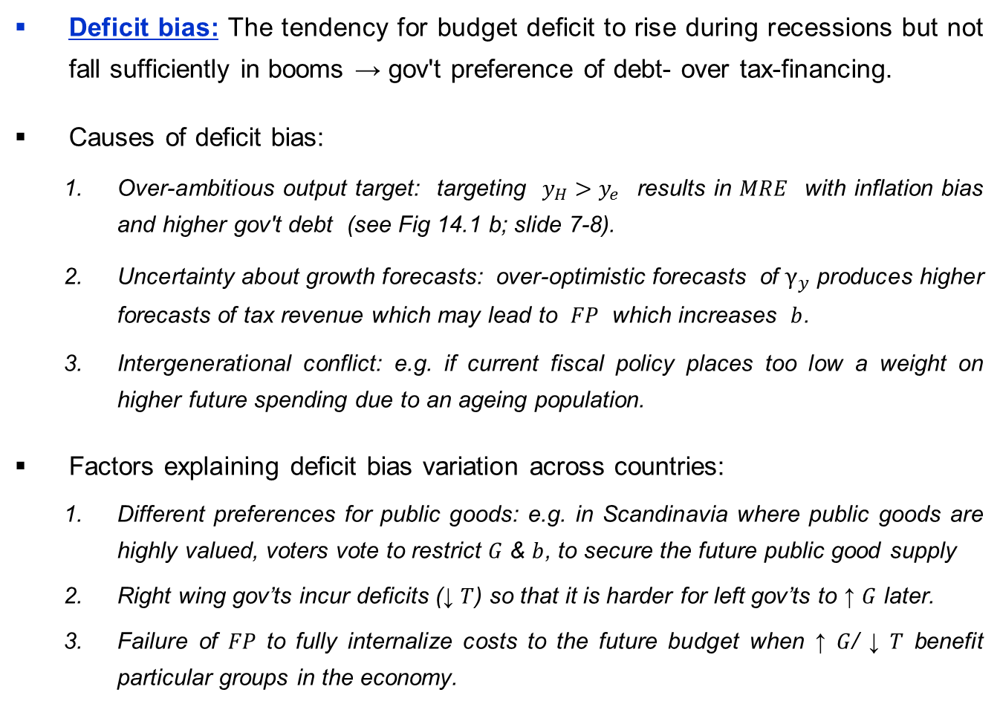 ▪ Deficit bias: The tendency for budget deficit to rise during recessions but not
fall sufficiently in booms → gov't preference of debt- over tax-financing.
▪ Causes of deficit bias:
1. Over-ambitious output target: targeting y_H > y_e results in MRE with inflation bias
and higher gov't debt (see Fig 14.1 b; slide 7-8).
2. Uncertainty about growth forecasts: over-optimistic forecasts of γ_y produces higher
forecasts of tax revenue which may lead to FP which increases b.
3. Intergenerational conflict: e.g. if current fiscal policy places too low a weight on
higher future spending due to an ageing population.
▪ Factors explaining deficit bias variation across countries:
1. Different preferences for public goods: e.g. in Scandinavia where public goods are
highly valued, voters vote to restrict G & b, to secure the future public good supply
2. Right wing gov’ts incur deficits (↓ T) so that it is harder for left gov’ts to ↑ G later.
3. Failure of FP to fully internalize costs to the future budget when ↑ G/ ↓ T benefit
particular groups in the economy.